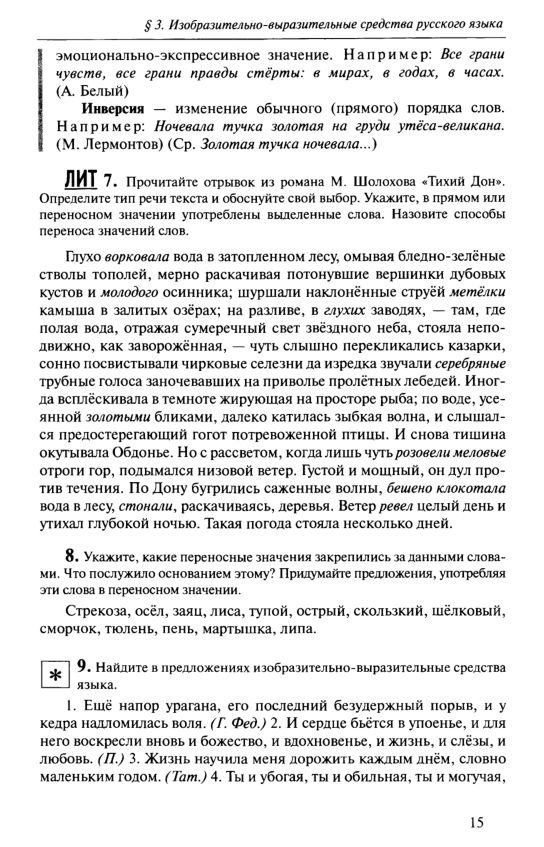 § 3. Изобразительно-выразительные средства русского языка
эмоционально-экспрессивное значение. Например: Все грани
чувств, все грани правды стёрты: в мирах, в годах, в часах.
(А. Белый)
Инверсия — изменение обычного (прямого) порядка слов.
Например: Ночевала тучка золотая на груди утёса-великана.
(М. Лермонтов) (Ср. Золотая тучка ночевала...)
ЛИТ 7. Прочитайте отрывок из романа М. Шолохова «Тихий Дон».
Определите тип речи текста и обоснуйте свой выбор. Укажите, в прямом или
переносном значении употреблены выделенные слова. Назовите способы
переноса значений слов.
Глухо ворковала вода в затопленном лесу, омывая бледно-зелёные
стволы тополей, мерно раскачивая потонувшие вершинки дубовых
кустов и молодого осинника; шуршали наклонённые струёй метёлки
камыша в залитых озёрах; на разливе, в глухих заводях, — там, где
полая вода, отражая сумеречный свет звёздного неба, стояла непо-
движно, как заворожённая, — чуть слышно перекликались казарки,
сонно посвистывали чирковые селезни да изредка звучали серебряные
трубные голоса заночевавших на приволье пролётных лебедей. Иног-
да всплёскивала в темноте жирующая на просторе рыба; по воде, усе-
янной золотыми бликами, далеко катилась зыбкая волна, и слышал-
ся предостерегающий гогот потревоженной птицы. И снова тишина
окутывала Обдонье. Но с рассветом, когда лишь чуть розовели меловые
отроги гор, подымался низовой ветер. Густой и мощный, он дул про-
тив течения. По Дону бугрились саженные волны, бешено клокотала
вода в лесу, стонали, раскачиваясь, деревья. Ветер ревел целый день и
утихал глубокой ночью. Такая погода стояла несколько дней.
8. Укажите, какие переносные значения закрепились за данными слова-
ми. Что послужило основанием этому? Придумайте предложения, употребляя
эти слова в переносном значении.
Стрекоза, осёл, заяц, лиса, тупой, острый, скользкий, шёлковый,
сморчок, тюлень, пень, мартышка, липа.
* 9. Найдите в предложениях изобразительно-выразительные средства
языка.
1. Ещё напор урагана, его последний безудержный порыв, и у
кедра надломилась воля. (Г. Фед.) 2. И сердце бьётся в упоенье, и для
него воскресли вновь и божество, и вдохновенье, и жизнь, и слёзы, и
любовь. (П.) 3. Жизнь научила меня дорожить каждым днём, словно
маленьким годом. (Тат.) 4. Ты и убогая, ты и обильная, ты и могучая,
15